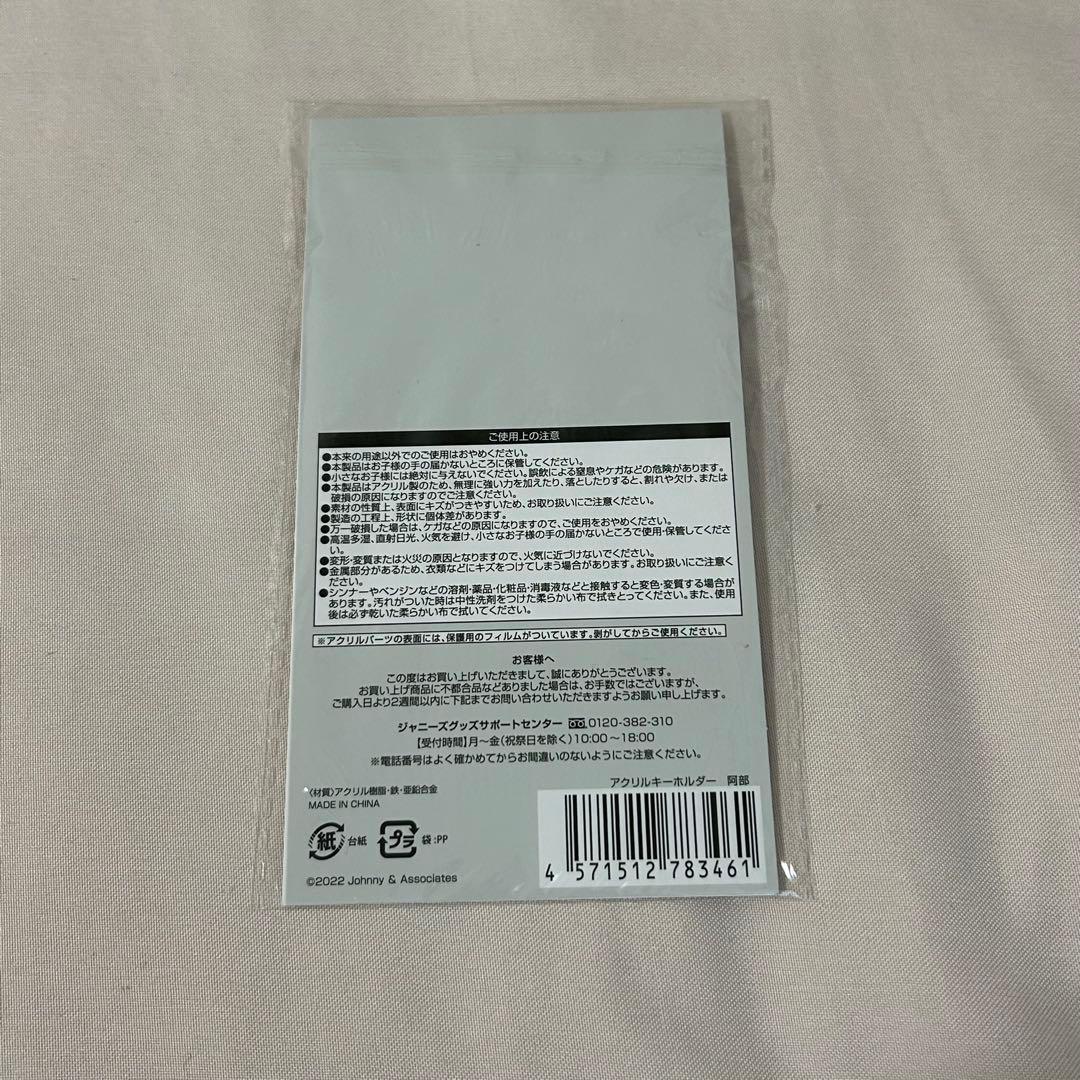 ご使用上の注意
●本来の用途以外でのご使用はおやめください。
●本製品はお子様の手の届かないところに保管してください。
●小さなお子様には絶対に与えないでください。誤飲による窒息やケガなどの危険があります。
●本製品はアクリル製のため、無理に強い力を加えたり、落としたりすると、割れや欠け、または
破損の原因になりますのでご注意ください。
●素材の性質上、表面にキズがつきやすいため、お取り扱いにご注意ください。
●製造の工程上、形状に個体差があります。
●万一破損した場合は、ケガなどの原因になりますので、ご使用をおやめください。
●高温多湿、直射日光、火気を避け、小さなお子様の手の届かないところで使用・保管してくださ
い。
●変形・変質または火災の原因となりますので、火気に近づけないでください。
●金属部分があるため、衣類などにキズをつけてしまう場合があります。お取り扱いにご注意く
ださい。
●シンナーやベンジンなどの溶剤・薬品・化粧品・消毒液などと接触すると変色・変質する場合が
あります。汚れがついた時は中性洗剤をつけた柔らかい布で拭きとってください。また、使用
後は必ず乾いた柔らかい布で拭いてください。
※アクリルパーツの表面には、保護用のフィルムがついています。剥がしてからご使用ください。
お客様へ
この度はお買い上げいただきまして、誠にありがとうございます。
お買い上げ商品に不都合品などありました場合は、お手数ではございますが、
ご購入日より2週間以内に下記までお問い合わせいただきますようお願い申し上げます。
ジャニーズグッズサポートセンター 0120-382-310
【受付時間】月～金(祝祭日を除く)10:00～18:00
※電話番号はよく確かめてからお間違いのないようにご注意ください。
アクリルキーホルダー 阿部
〈材質〉アクリル樹脂・鉄・亜鉛合金
MADE IN CHINA
紙 台紙 プラ 袋:PP
4 571512 783461
©2022 Johnny & Associates